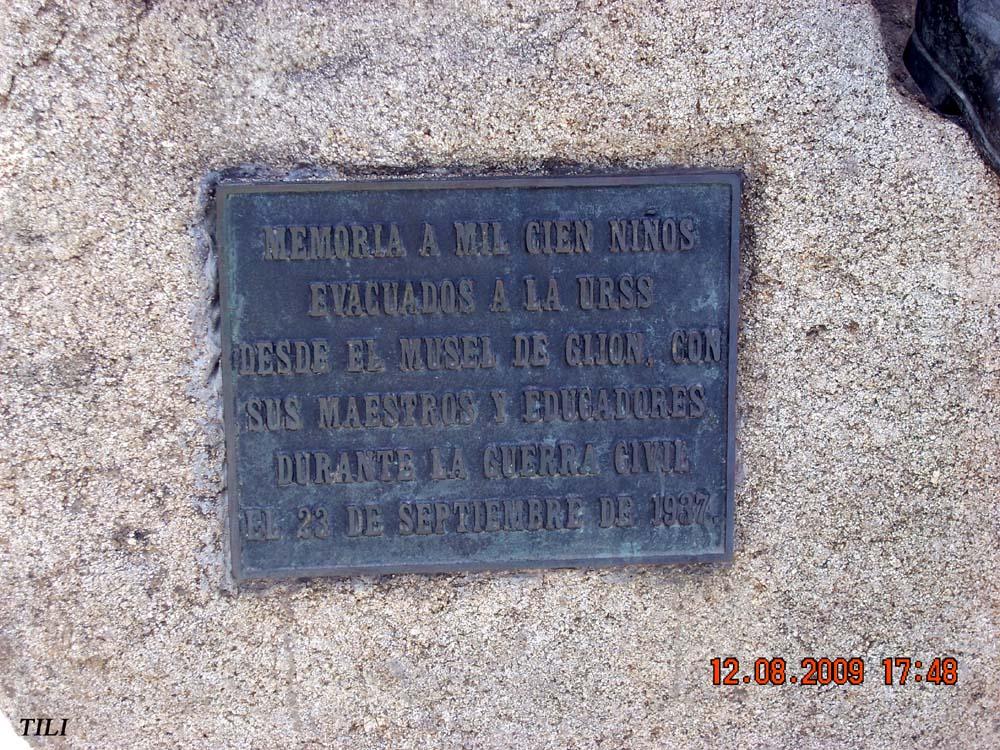 MEMORIA A MIL CIEN NIÑOS
EVACUADOS A LA URSS
DESDE EL MUSEL DE GIJON, CON
SUS MAESTROS Y EDUCADORES
DURANTE LA GUERRA CIVIL
EL 23 DE SEPTIEMBRE DE 1937.
12.08.2009 17:48
TILI